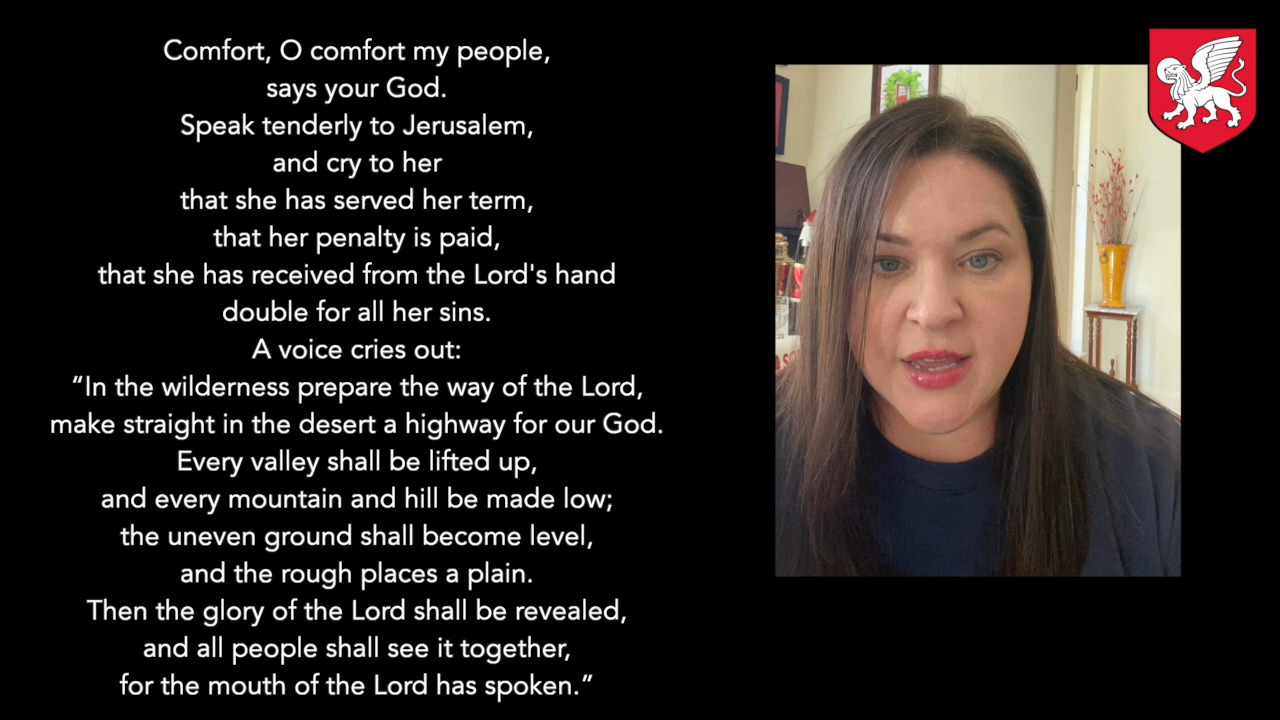 Comfort, O comfort my people,
says your God.
Speak tenderly to Jerusalem,
and cry to her
that she has served her term,
that her penalty is paid,
that she has received from the Lord's hand
double for all her sins.
A voice cries out:
“In the wilderness prepare the way of the Lord,
make straight in the desert a highway for our God.
Every valley shall be lifted up,
and every mountain and hill be made low;
the uneven ground shall become level,
and the rough places a plain.
Then the glory of the Lord shall be revealed,
and all people shall see it together,
for the mouth of the Lord has spoken.”